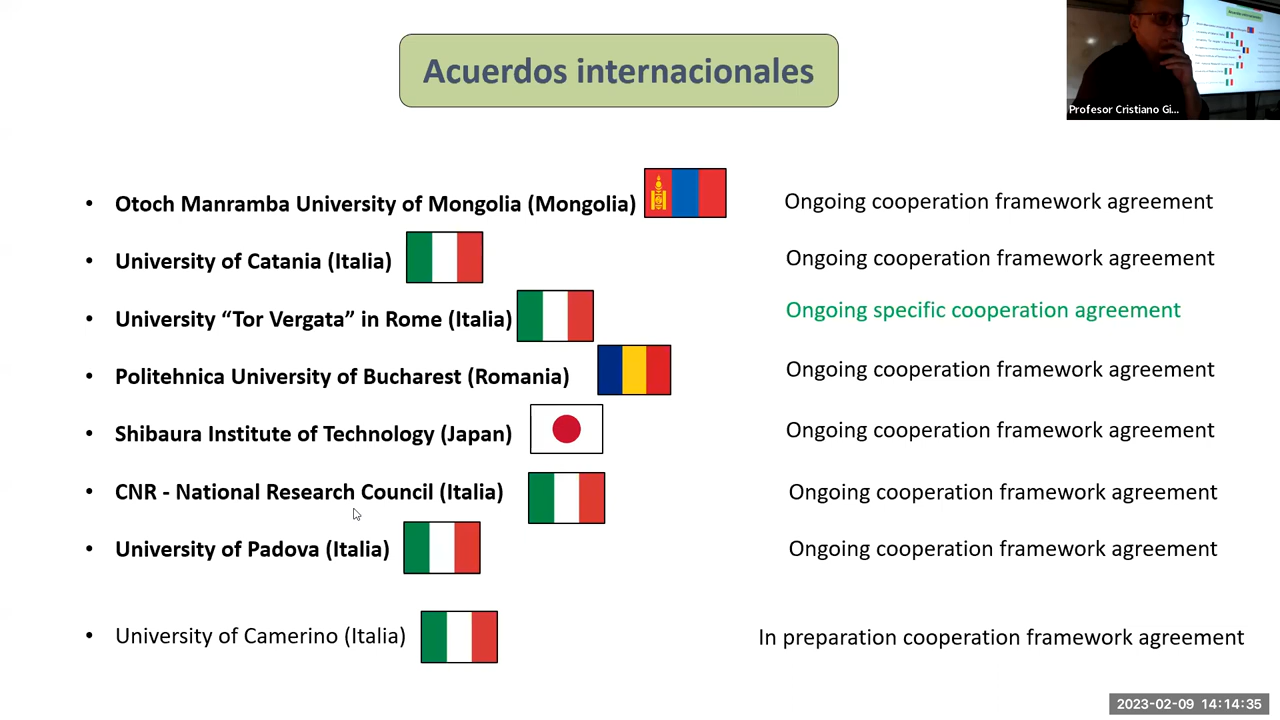 Acuerdos internacionales
Profesor Cristiano Gi...
• Otoch Manramba University of Mongolia (Mongolia) Ongoing cooperation framework agreement
• University of Catania (Italia) Ongoing cooperation framework agreement
• University “Tor Vergata” in Rome (Italia) Ongoing specific cooperation agreement
• Politehnica University of Bucharest (Romania) Ongoing cooperation framework agreement
• Shibaura Institute of Technology (Japan) Ongoing cooperation framework agreement
• CNR - National Research Council (Italia) Ongoing cooperation framework agreement
• University of Padova (Italia) Ongoing cooperation framework agreement
• University of Camerino (Italia) In preparation cooperation framework agreement
2023-02-09 14:14:35